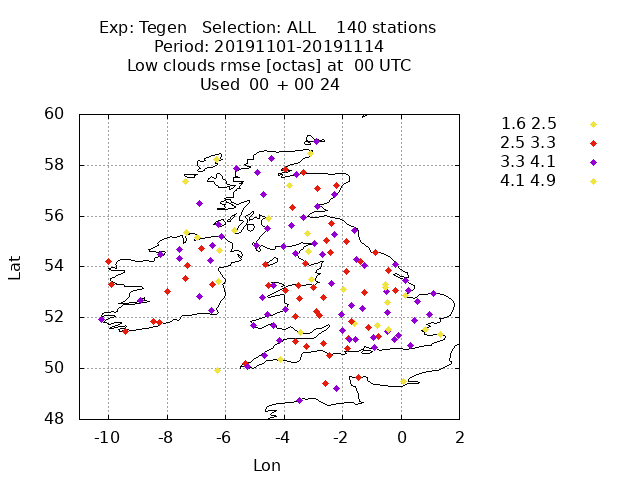 Exp: Tegen Selection: ALL 140 stations
Period: 20191101-20191114
Low clouds rmse [octas] at 00 UTC
Used 00 + 00 24
60
58
56
54
52
50
48
Lat
-10 -8 -6 -4 -2 0 2
Lon
1.6 2.5
2.5 3.3
3.3 4.1
4.1 4.9